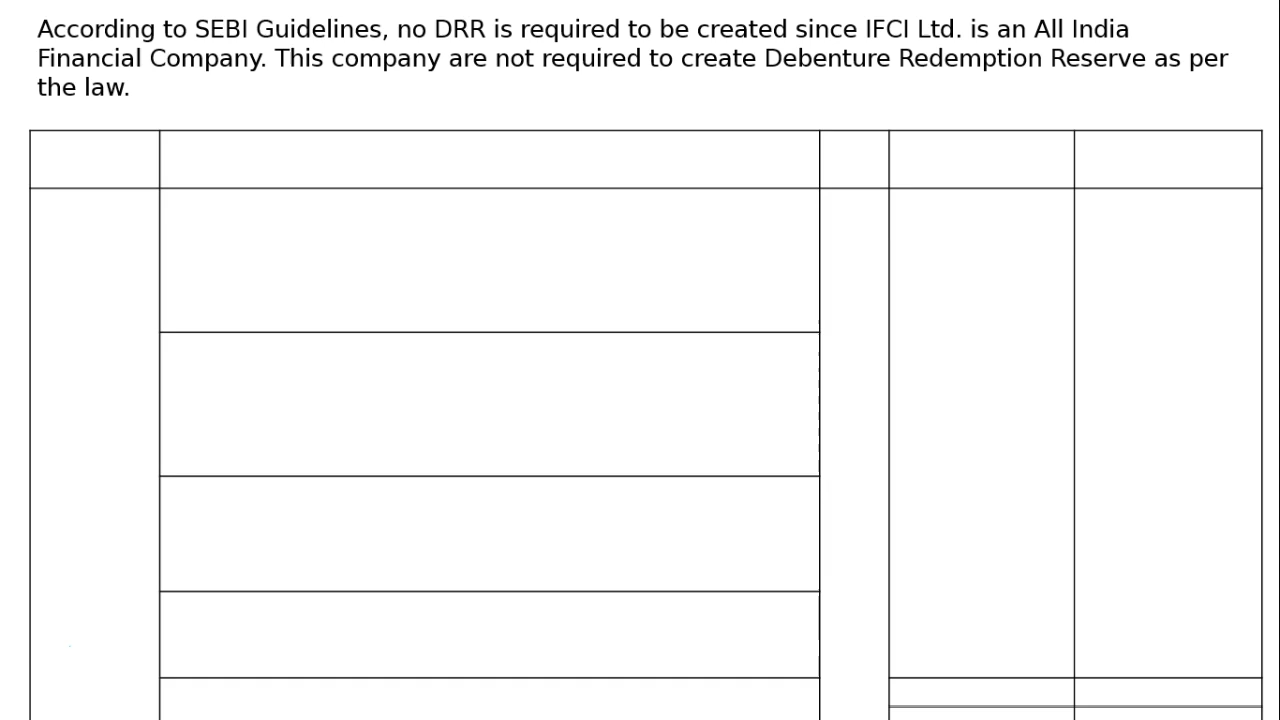 According to SEBI Guidelines, no DRR is required to be created since IFCI Ltd. is an All India
Financial Company. This company are not required to create Debenture Redemption Reserve as per
the law.